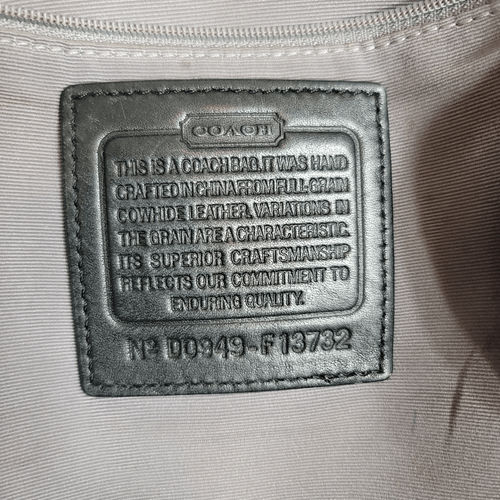 COACH
THIS IS A COACH BAG. IT WAS HAND
CRAFTED IN CHINA FROM FULL-GRAIN
COWHIDE LEATHER. VARIATIONS IN
THE GRAIN ARE A CHARACTERISTIC.
ITS SUPERIOR CRAFTSMANSHIP
REFLECTS OUR COMMITMENT TO
ENDURING QUALITY.
Nº D0949-F13732